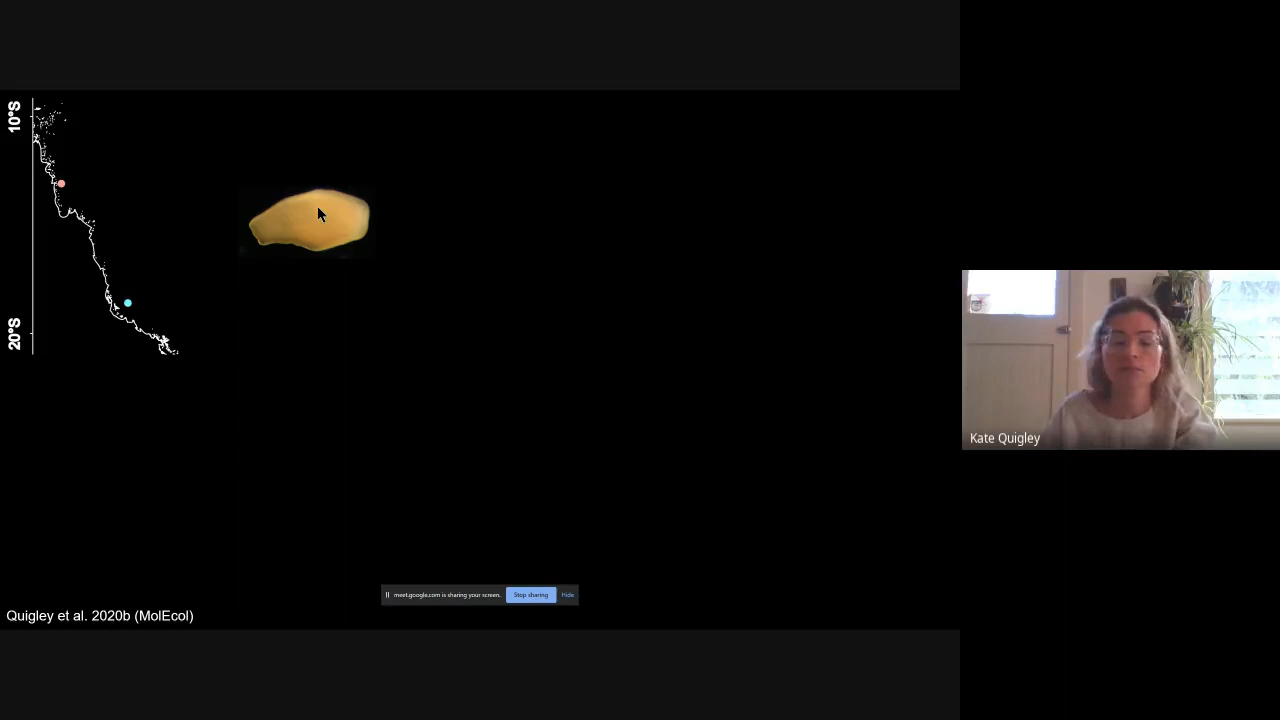 10°S
20°S
Kate Quigley
meet.google.com is sharing your screen.
Stop sharing
Hide
Quigley et al. 2020b (MolEcol)